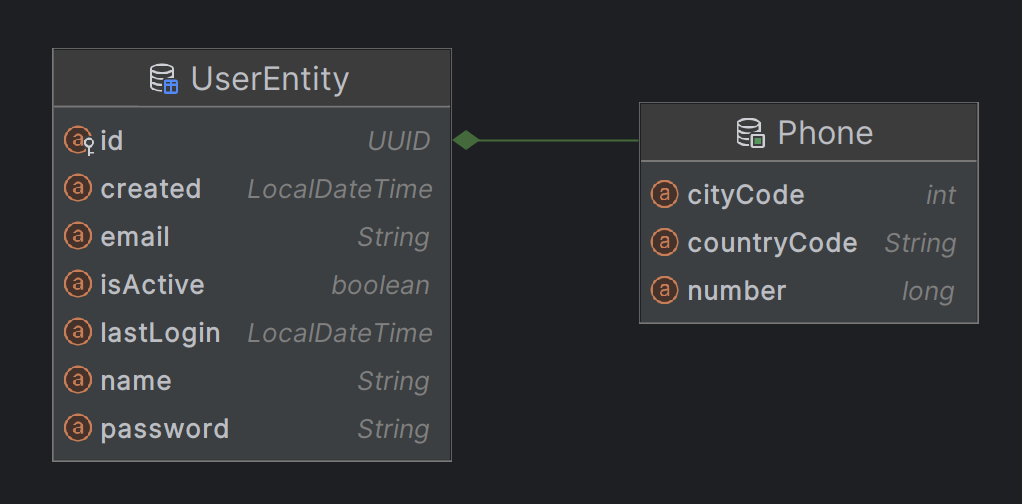 UserEntity
id UUID
created LocalDateTime
email String
isActive boolean
lastLogin LocalDateTime
name String
password String
Phone
cityCode int
countryCode String
number long